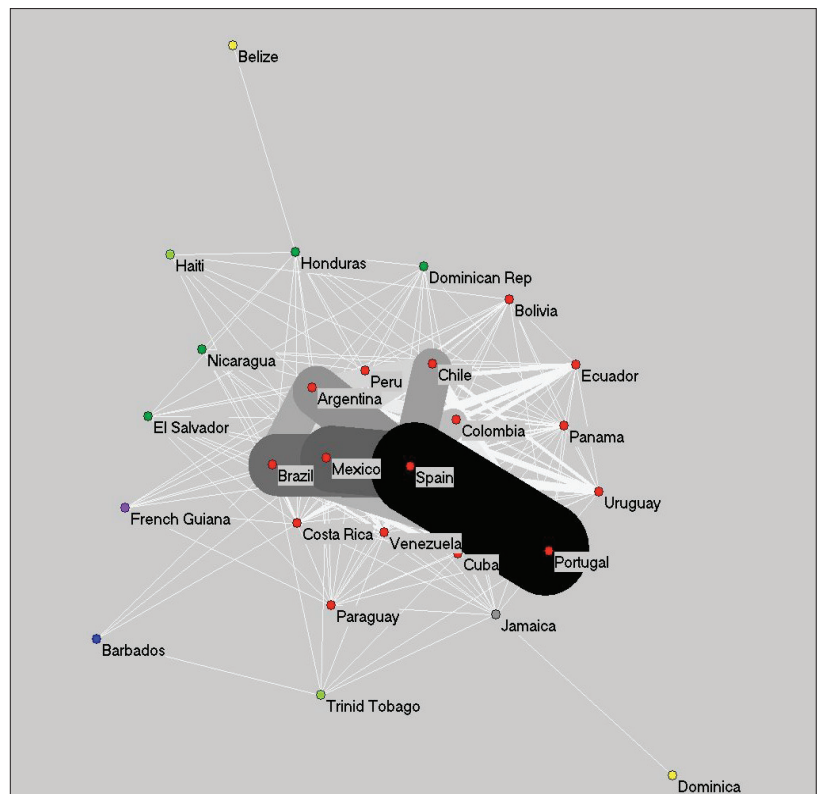 Belize
Haiti
Honduras
Dominican Rep
Bolivia
Nicaragua
Peru
Chile
Ecuador
Argentina
El Salvador
Colombia
Panama
Brazil
Mexico
Spain
Uruguay
French Guiana
Costa Rica
Venezuela
Cuba
Portugal
Paraguay
Jamaica
Barbados
Trinid Tobago
Dominica